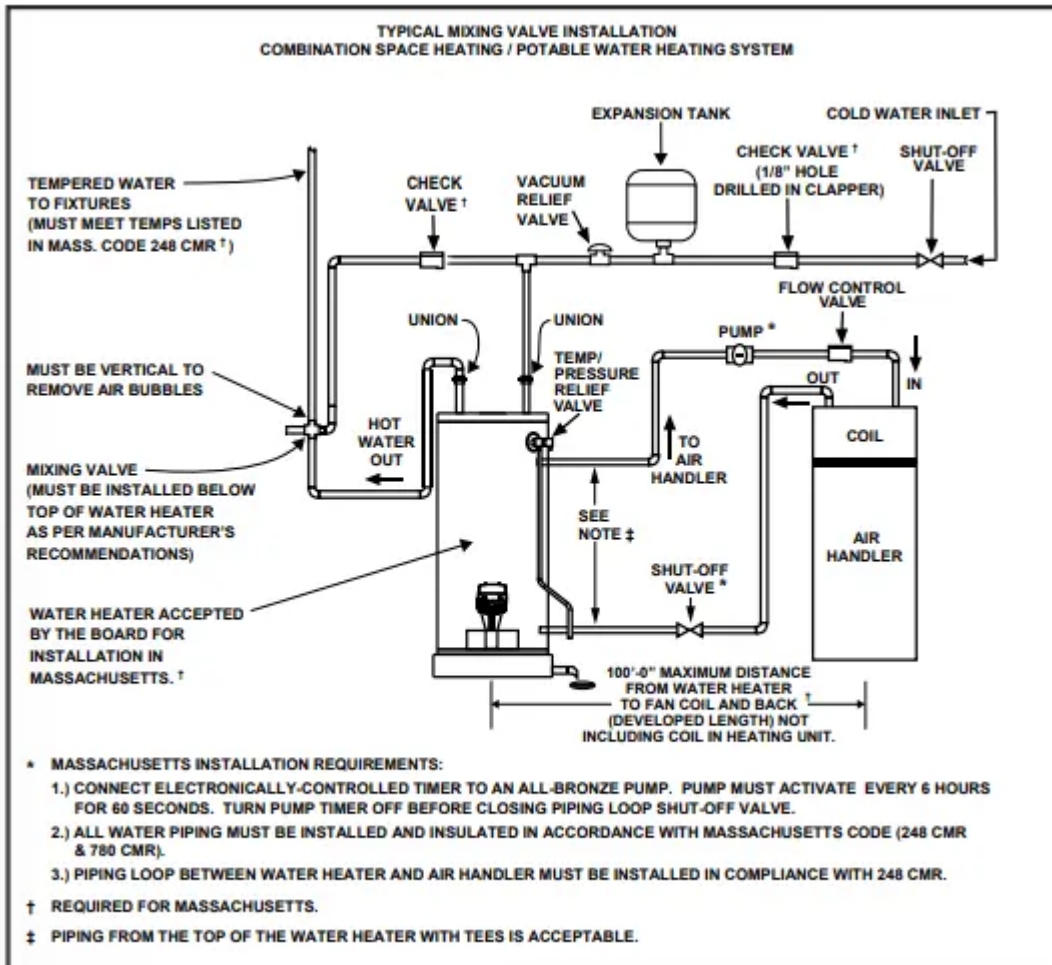 TYPICAL MIXING VALVE INSTALLATION
COMBINATION SPACE HEATING / POTABLE WATER HEATING SYSTEM
EXPANSION TANK
COLD WATER INLET
TEMPERED WATER
TO FIXTURES
(MUST MEET TEMPS LISTED
IN MASS. CODE 248 CMR †)
CHECK
VALVE †
VACUUM
RELIEF
VALVE
CHECK VALVE †
(1/8" HOLE
DRILLED IN CLAPPER)
SHUT-OFF
VALVE
FLOW CONTROL
VALVE
UNION
UNION
PUMP *
TEMP/
PRESSURE
RELIEF
VALVE
MUST BE VERTICAL TO
REMOVE AIR BUBBLES
OUT
IN
HOT
WATER
OUT
TO
AIR
HANDLER
COIL
MIXING VALVE
(MUST BE INSTALLED BELOW
TOP OF WATER HEATER
AS PER MANUFACTURER'S
RECOMMENDATIONS)
SEE
NOTE ‡
AIR
HANDLER
SHUT-OFF
VALVE *
WATER HEATER ACCEPTED
BY THE BOARD FOR
INSTALLATION IN
MASSACHUSETTS. †
100'-0" MAXIMUM DISTANCE
FROM WATER HEATER
TO FAN COIL AND BACK †
(DEVELOPED LENGTH) NOT
INCLUDING COIL IN HEATING UNIT.
* MASSACHUSETTS INSTALLATION REQUIREMENTS:
1.) CONNECT ELECTRONICALLY-CONTROLLED TIMER TO AN ALL-BRONZE PUMP. PUMP MUST ACTIVATE EVERY 6 HOURS
FOR 60 SECONDS. TURN PUMP TIMER OFF BEFORE CLOSING PIPING LOOP SHUT-OFF VALVE.
2.) ALL WATER PIPING MUST BE INSTALLED AND INSULATED IN ACCORDANCE WITH MASSACHUSETTS CODE (248 CMR
& 780 CMR).
3.) PIPING LOOP BETWEEN WATER HEATER AND AIR HANDLER MUST BE INSTALLED IN COMPLIANCE WITH 248 CMR.
† REQUIRED FOR MASSACHUSETTS.
‡ PIPING FROM THE TOP OF THE WATER HEATER WITH TEES IS ACCEPTABLE.